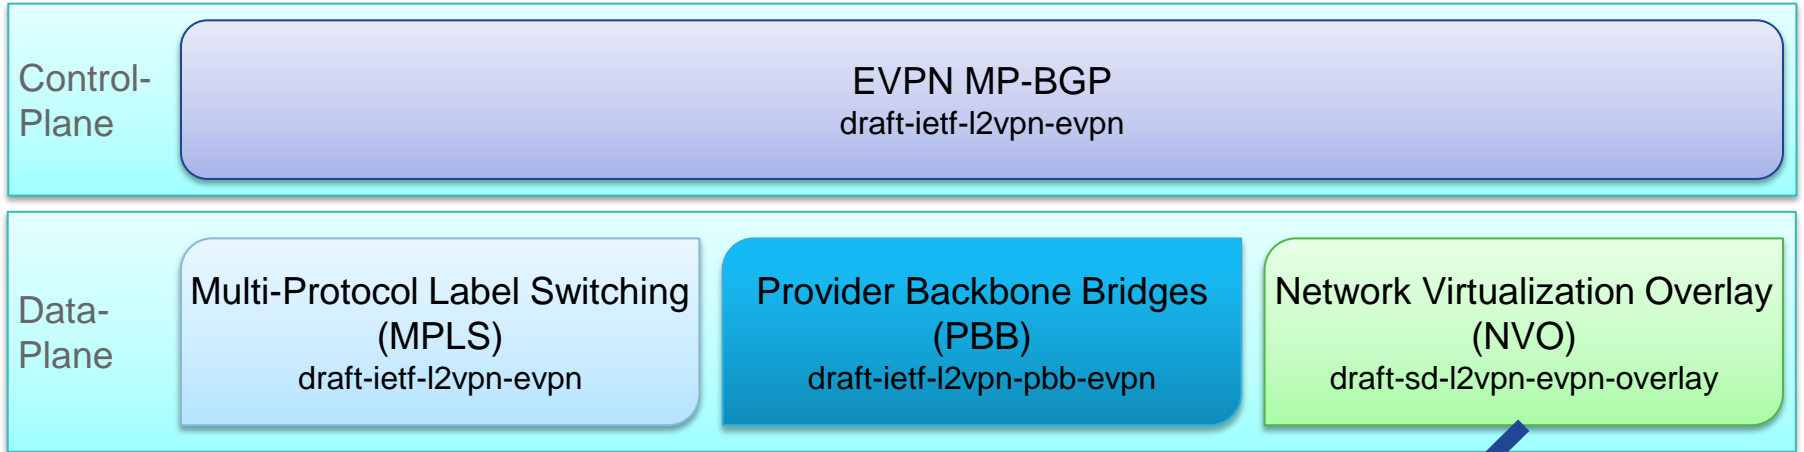 Control-
Plane
EVPN MP-BGP
draft-ietf-l2vpn-evpn
Data-
Plane
Multi-Protocol Label Switching
(MPLS)
draft-ietf-l2vpn-evpn
Provider Backbone Bridges
(PBB)
draft-ietf-l2vpn-pbb-evpn
Network Virtualization Overlay
(NVO)
draft-sd-l2vpn-evpn-overlay